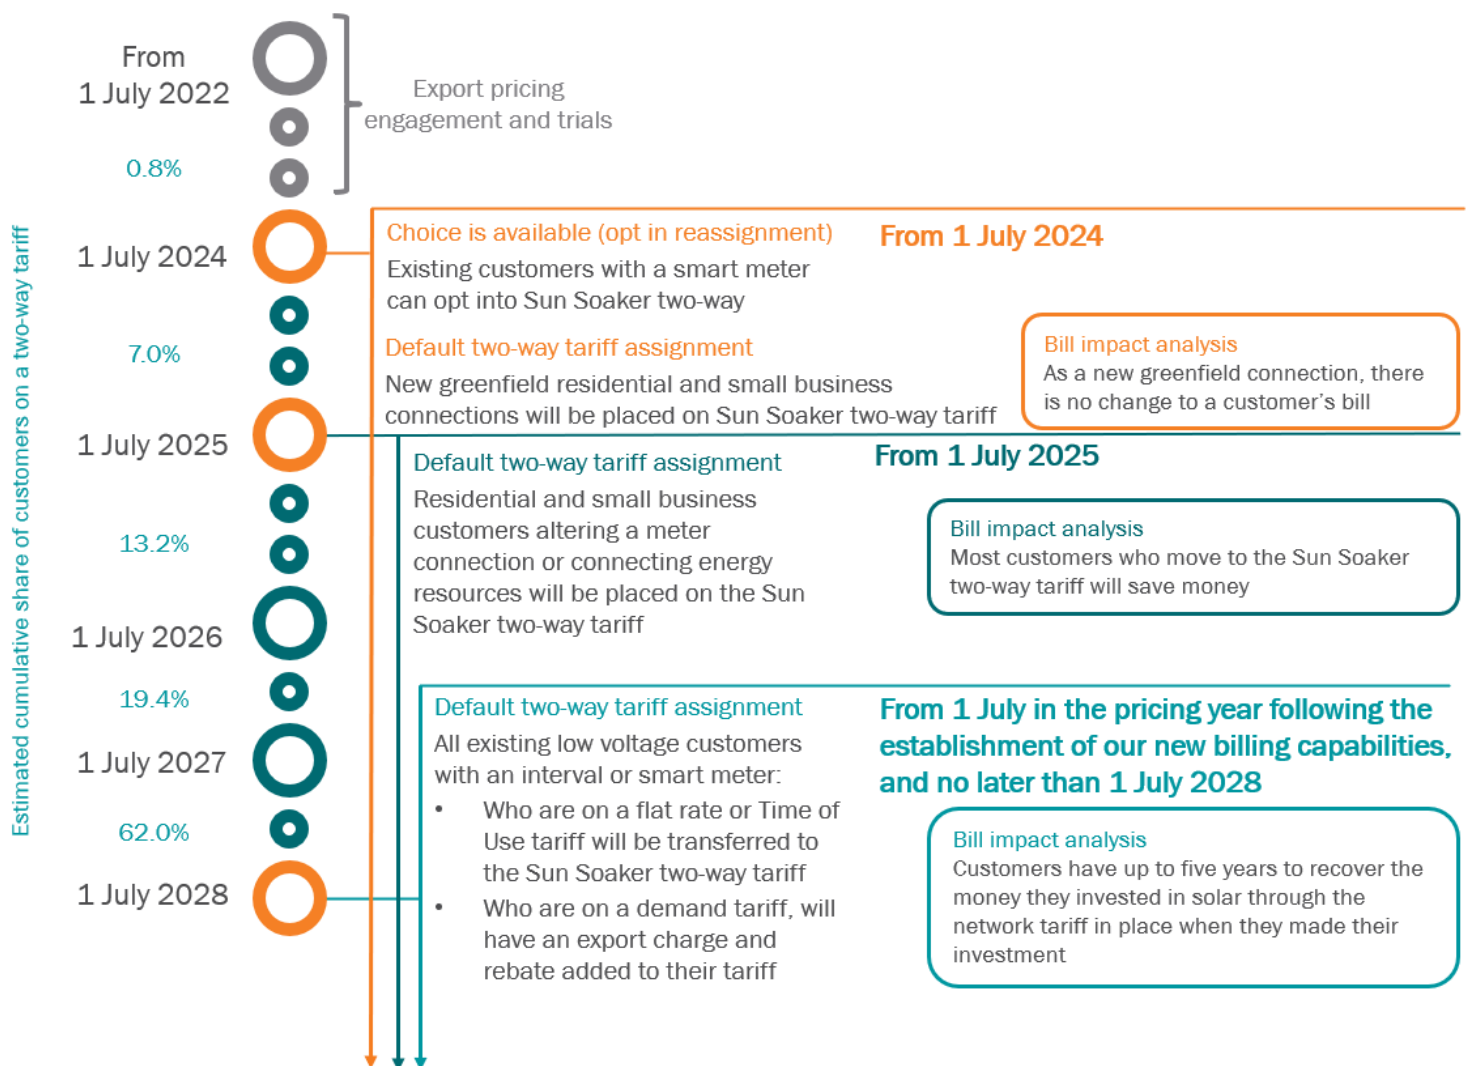 From
1 July 2022
Export pricing
engagement and trials
0.8%
Estimated cumulative share of customers on a two-way tariff
1 July 2024
Choice is available (opt in reassignment)
From 1 July 2024
Existing customers with a smart meter
can opt into Sun Soaker two-way
7.0%
Default two-way tariff assignment
New greenfield residential and small business
connections will be placed on Sun Soaker two-way tariff
Bill impact analysis
As a new greenfield connection, there
is no change to a customer's bill
1 July 2025
Default two-way tariff assignment
From 1 July 2025
Residential and small business
customers altering a meter
connection or connecting energy
resources will be placed on the Sun
Soaker two-way tariff
Bill impact analysis
Most customers who move to the Sun Soaker
two-way tariff will save money
13.2%
1 July 2026
19.4%
1 July 2027
62.0%
1 July 2028
Default two-way tariff assignment
All existing low voltage customers
with an interval or smart meter:
• Who are on a flat rate or Time of
Use tariff will be transferred to
the Sun Soaker two-way tariff
• Who are on a demand tariff, will
have an export charge and
rebate added to their tariff
From 1 July in the pricing year following the
establishment of our new billing capabilities,
and no later than 1 July 2028
Bill impact analysis
Customers have up to five years to recover the
money they invested in solar through the
network tariff in place when they made their
investment